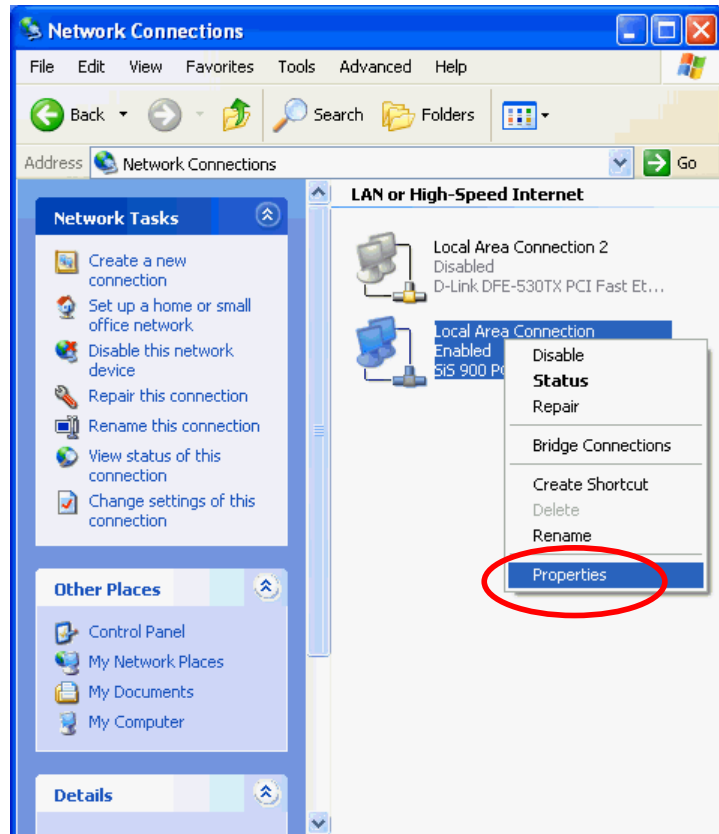 Network Connections
File Edit View Favorites Tools Advanced Help
Back Search Folders
Address Network Connections Go
Network Tasks
Create a new
connection
Set up a home or small
office network
Disable this network
device
Repair this connection
Rename this connection
View status of this
connection
Change settings of this
connection
Other Places
Control Panel
My Network Places
My Documents
My Computer
Details
LAN or High-Speed Internet
Local Area Connection 2
Disabled
D-Link DFE-530TX PCI Fast Et...
Local Area Connection
Enabled
SiS 900
Disable
Status
Repair
Bridge Connections
Create Shortcut
Delete
Rename
Properties